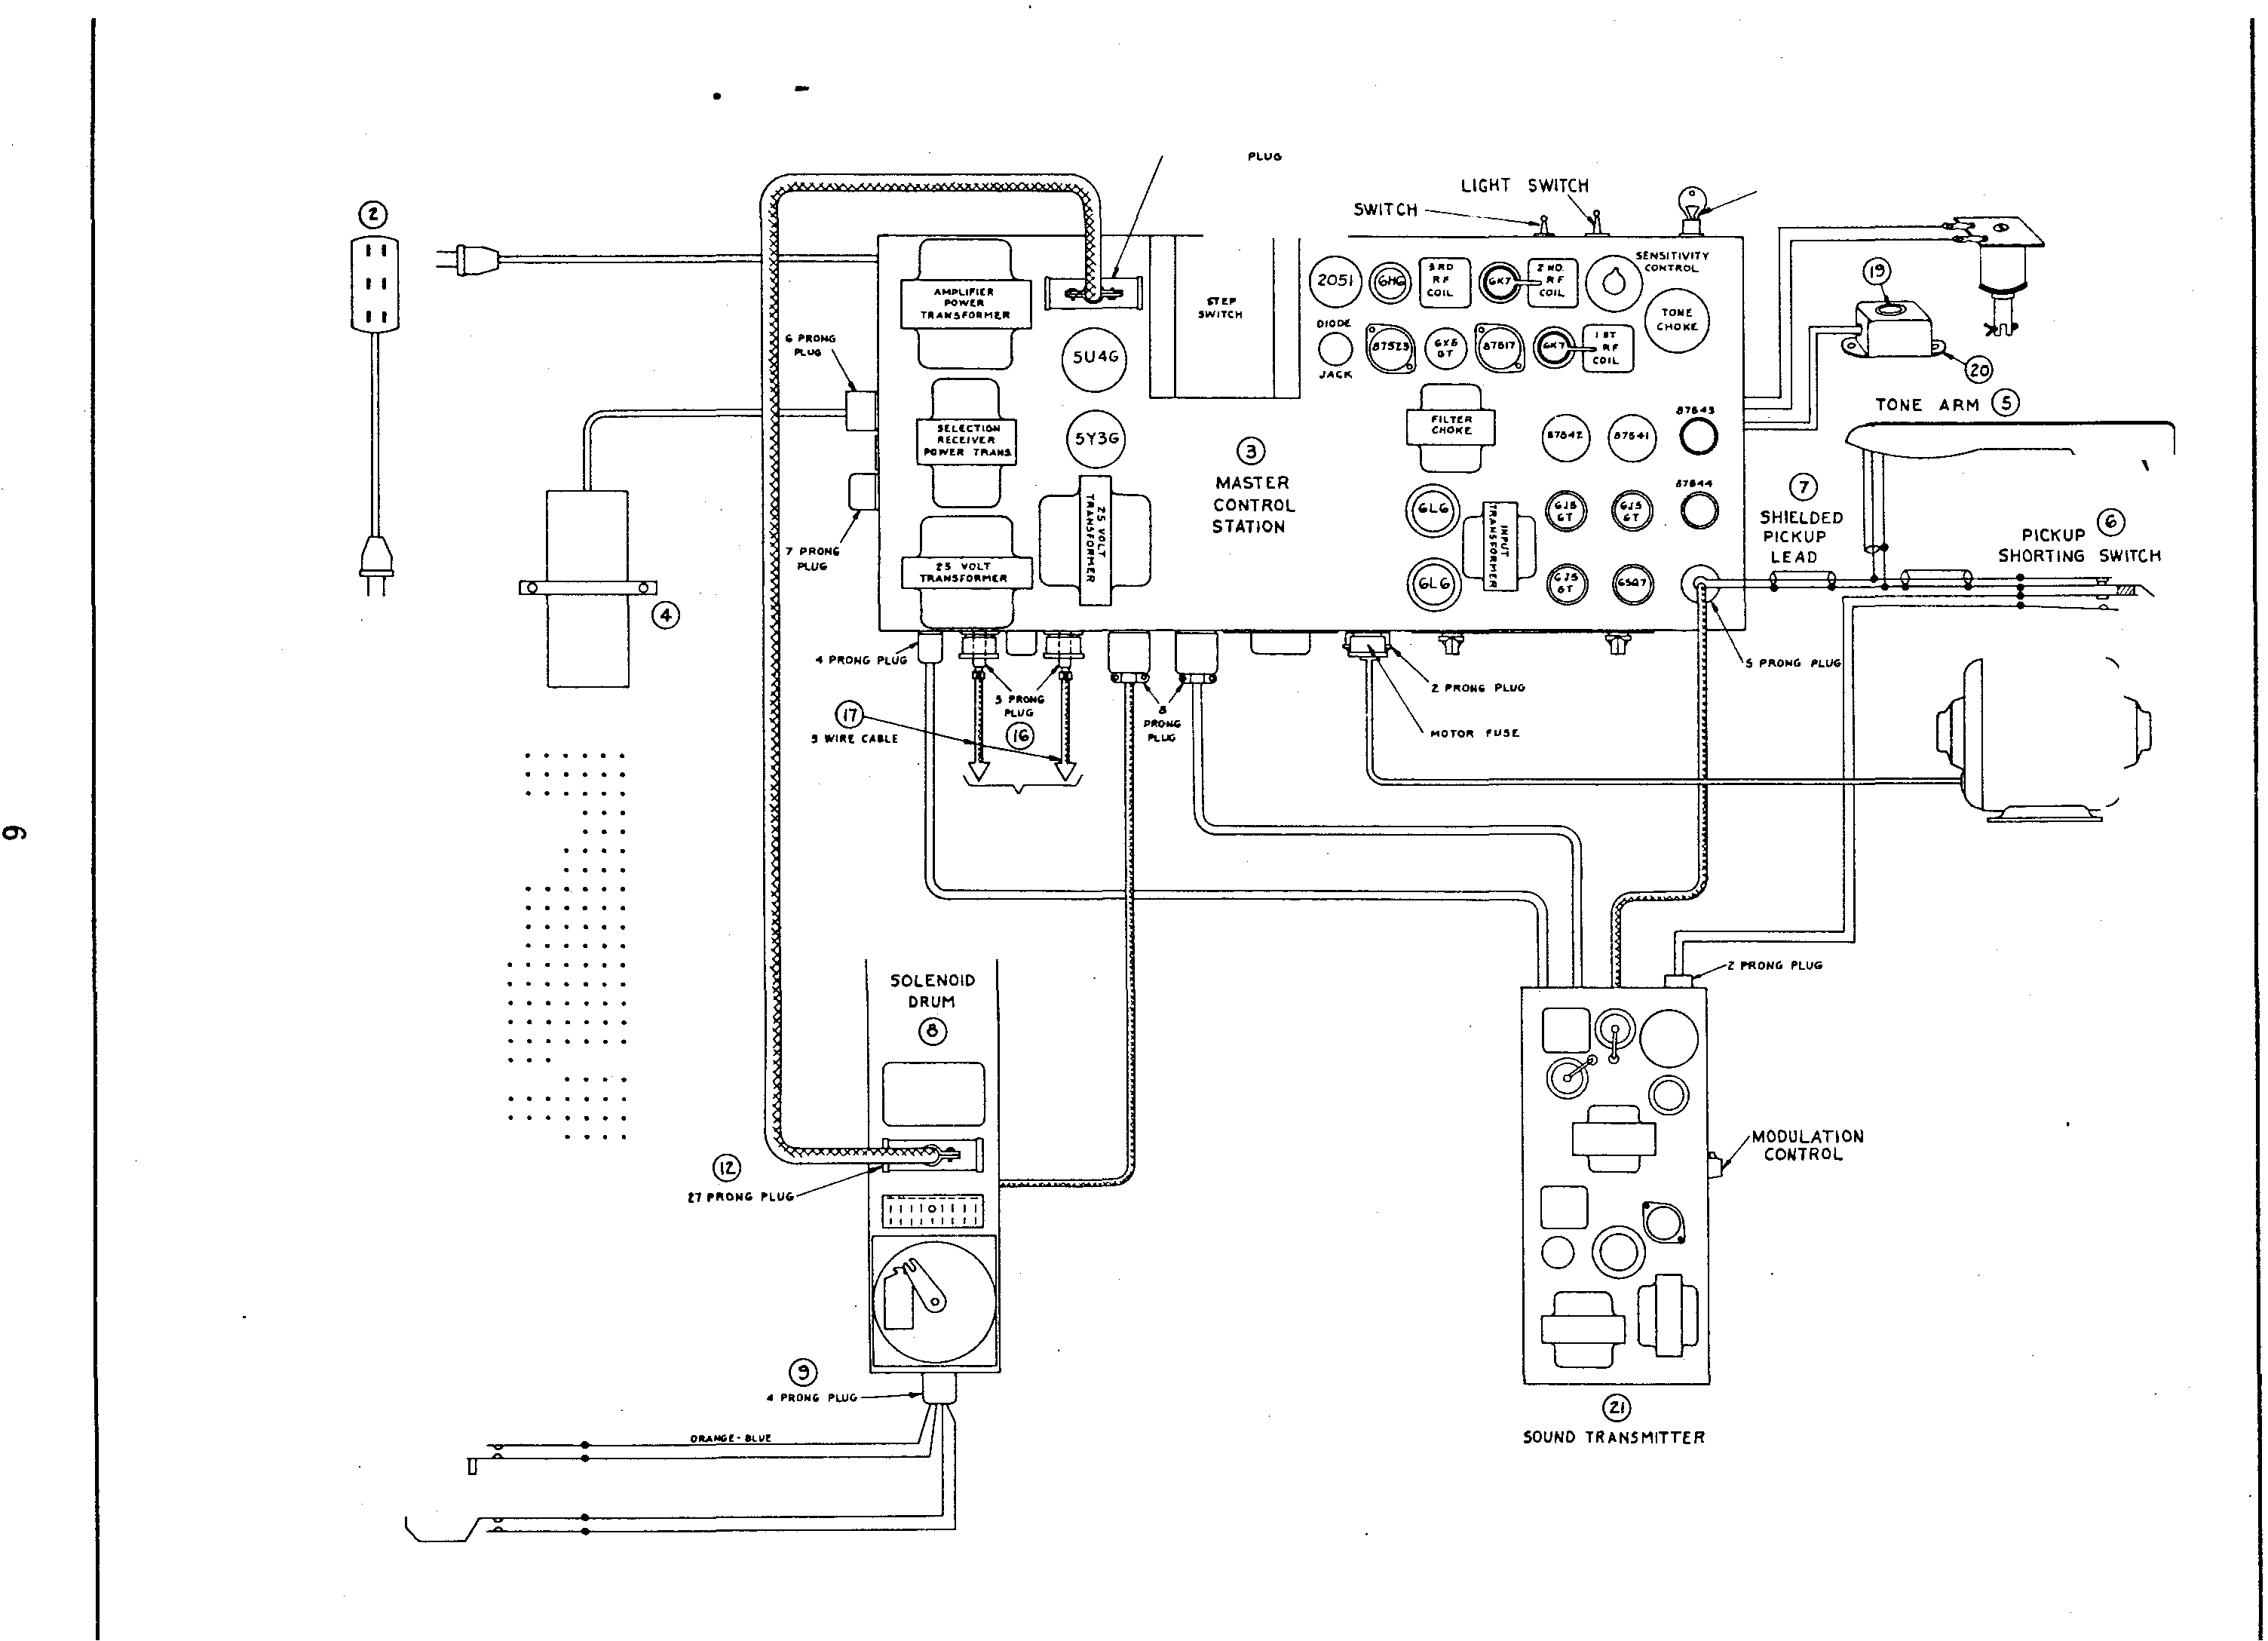 PLUG
LIGHT SWITCH
SWITCH
2
SENSITIVITY
CONTROL
AMPLIFIER
POWER
TRANSFORMER
STEP
SWITCH
2051
6H6
3RD
RF
COIL
6K7
2ND.
RF
COIL
TONE
CHOKE
19
20
6 PRONG
PLUG
5U4G
DIODE
JACK
87523
6X5
GT
87517
6K7
1ST
RF
COIL
TONE ARM 5
SELECTION
RECEIVER
POWER TRANS.
5Y3G
3
MASTER
CONTROL
STATION
FILTER
CHOKE
87542
87541
87543
87544
7
SHIELDED
PICKUP
LEAD
6
PICKUP
SHORTING SWITCH
7 PRONG
PLUG
25 VOLT
TRANSFORMER
25 VOLT
TRANSFORMER
6L6
6L6
INPUT
TRANSFORMER
6J5
GT
6J5
GT
6J5
GT
6SQ7
4
4 PRONG PLUG
5 PRONG
PLUG
16
17
5 WIRE CABLE
8
PRONG
PLUG
2 PRONG PLUG
MOTOR FUSE
5 PRONG PLUG
6
SOLENOID
DRUM
8
2 PRONG PLUG
12
27 PRONG PLUG
MODULATION
CONTROL
9
4 PRONG PLUG
ORANGE-BLUE
21
SOUND TRANSMITTER